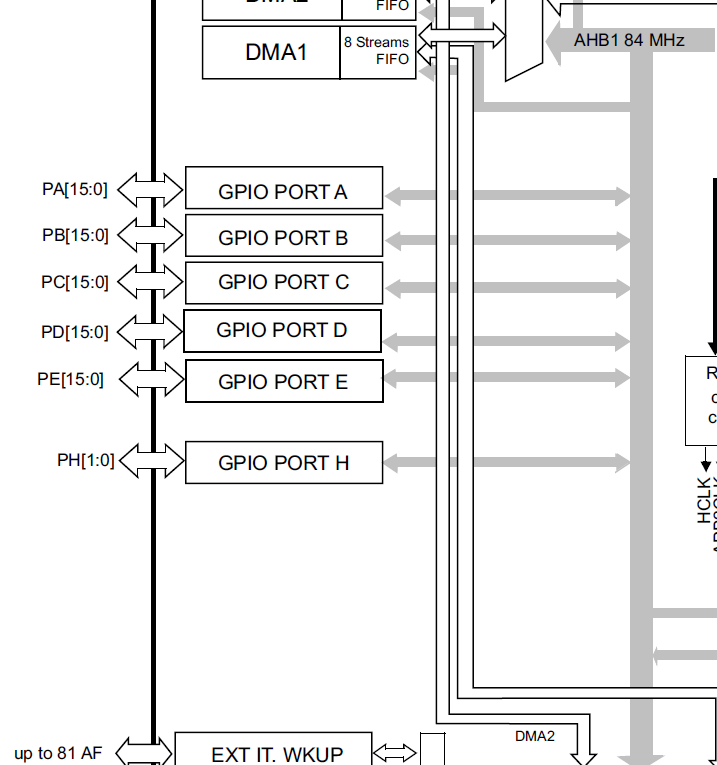 DMA2
FIFO
DMA1
8 Streams
FIFO
AHB1 84 MHz
PA[15:0]
GPIO PORT A
PB[15:0]
GPIO PORT B
PC[15:0]
GPIO PORT C
PD[15:0]
GPIO PORT D
PE[15:0]
GPIO PORT E
R
c
c
PH[1:0]
GPIO PORT H
HCLK
DMA2
up to 81 AF
EXT IT. WKUP